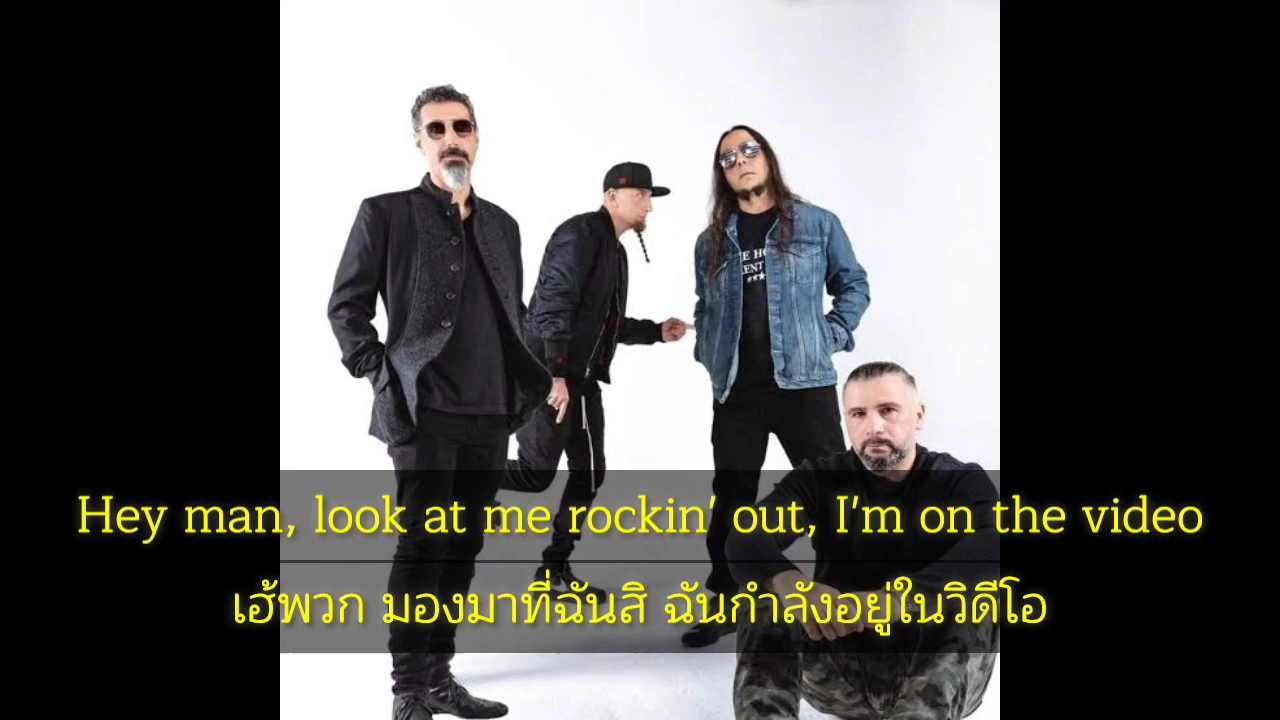 Hey man, look at me rockin' out, I'm on the video
เฮ้พวก มองมาที่ฉันสิ ฉันกำลังอยู่ในวิดีโอ